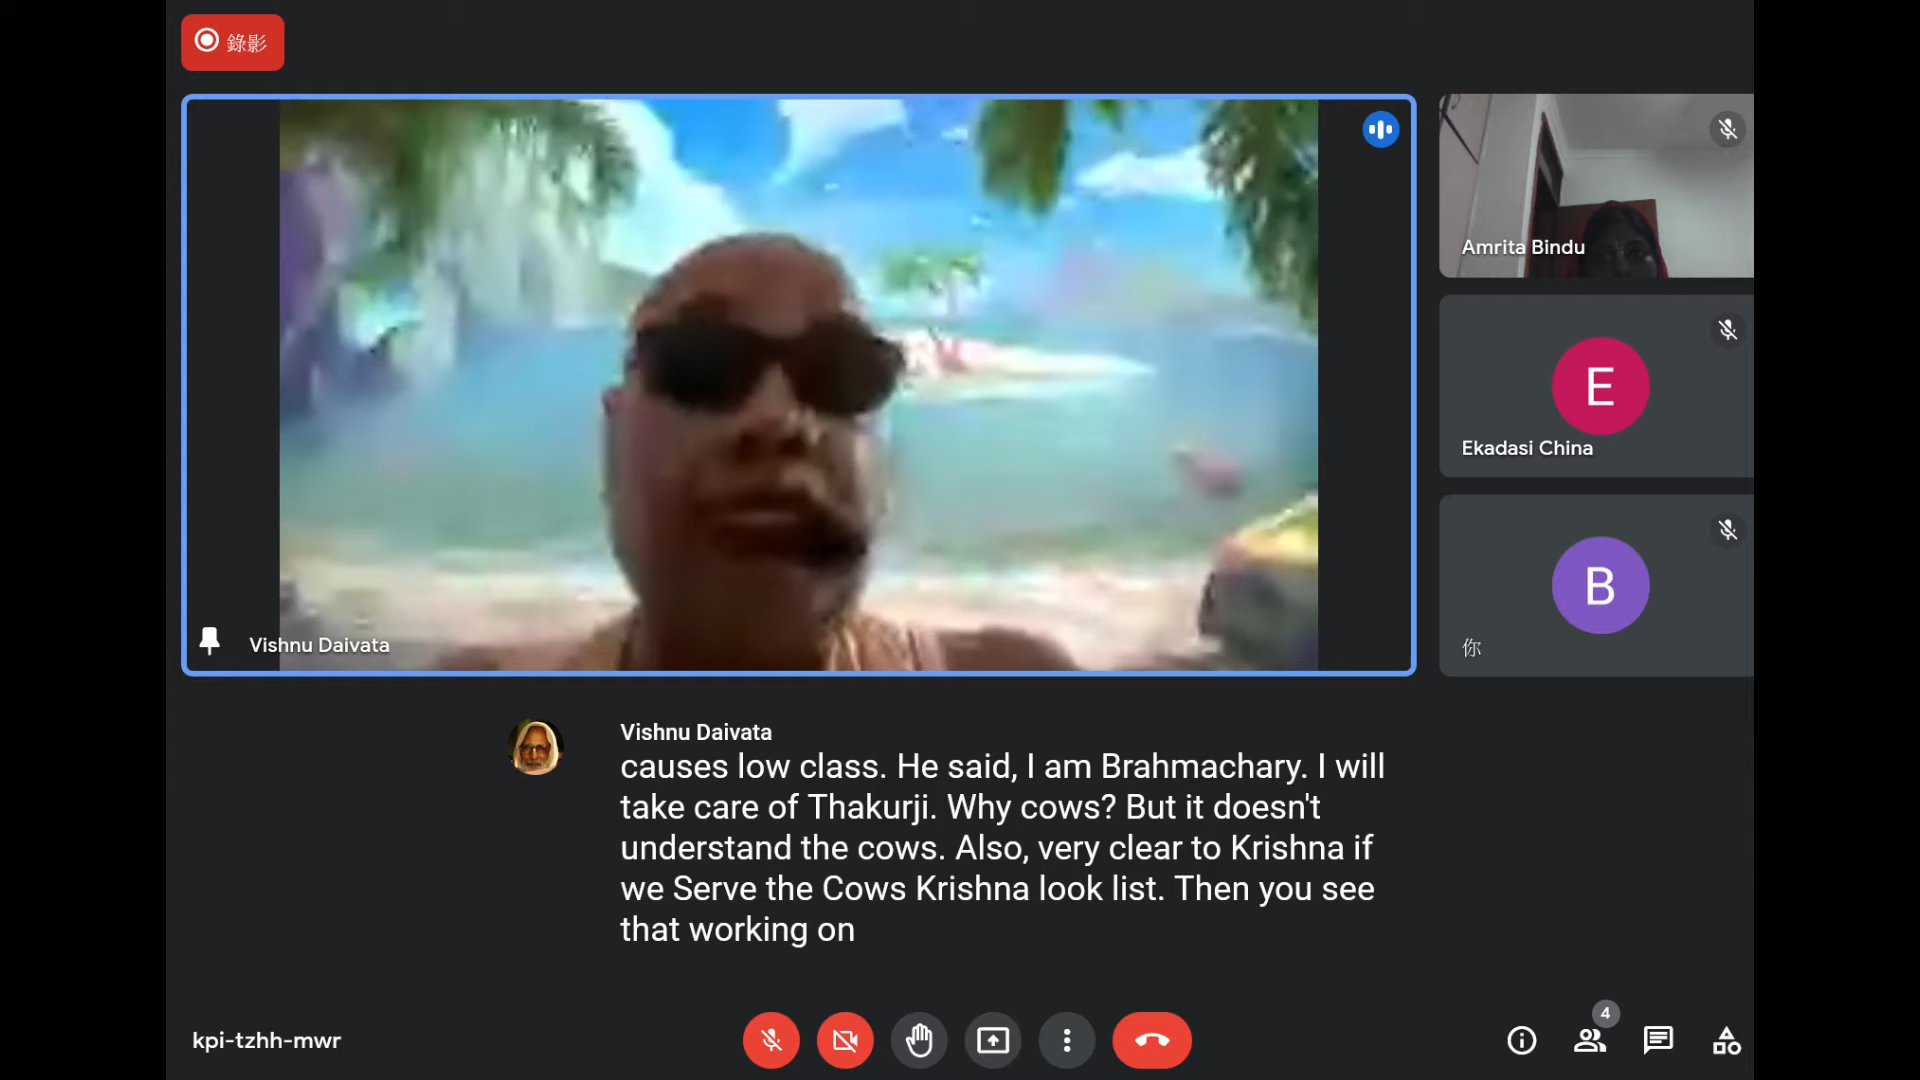 錄影
Amrita Bindu
E
Ekadasi China
B
你
Vishnu Daivata
Vishnu Daivata
causes low class. He said, I am Brahmachary. I will
take care of Thakurji. Why cows? But it doesn't
understand the cows. Also, very clear to Krishna if
we Serve the Cows Krishna look list. Then you see
that working on
kpi-tzhh-mwr
4